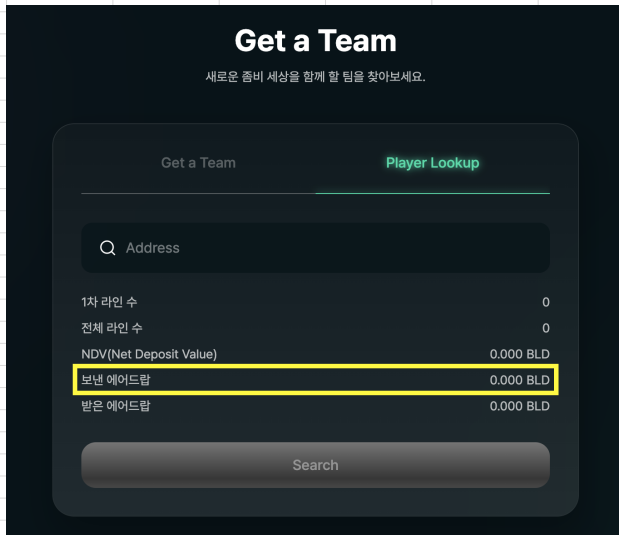 Get a Team
새로운 좀비 세상을 함께 할 팀을 찾아보세요.
Get a Team Player Lookup
Address
1차 라인 수 0
전체 라인 수 0
NDV(Net Deposit Value) 0.000 BLD
보낸 에어드랍 0.000 BLD
받은 에어드랍 0.000 BLD
Search